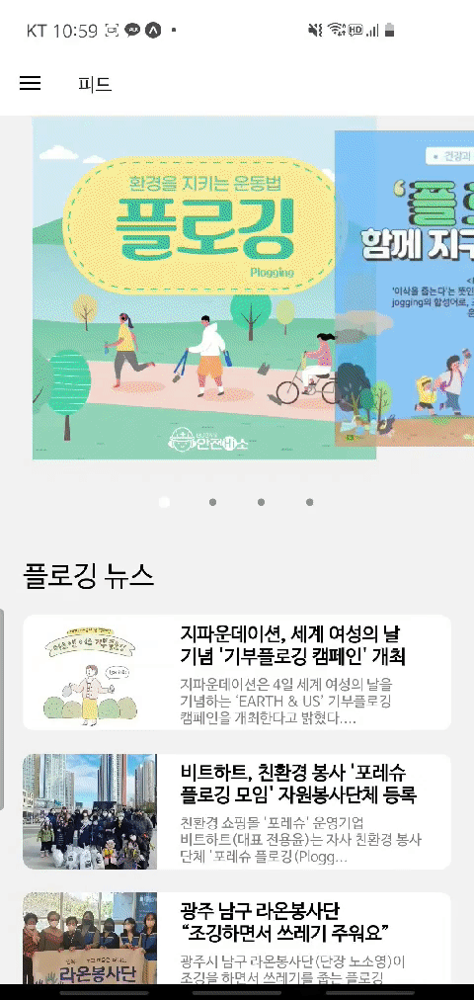 KT 10:59
HD
피드
환경을 지키는 운동법
플로깅
Plogging
안전비소
건강과
함께 지구
'이삭을 줍는다'는 뜻인
jogging의 합성어로,
플로깅 뉴스
지파운데이션, 세계 여성의 날
기념 '기부플로깅 캠페인' 개최
지파운데이션은 4일 세계 여성의 날을
기념하는 ‘EARTH & US’ 기부플로깅
캠페인을 개최한다고 밝혔다....
비트하트, 친환경 봉사 '포레슈
플로깅 모임' 자원봉사단체 등록
친환경 쇼핑몰 '포레슈' 운영기업
비트하트(대표 전용윤)는 자사 친환경 봉사
단체 '포레슈 플로깅(Plogg...
광주 남구 라온봉사단
“조깅하면서 쓰레기 주워요”
광주시 남구 라온봉사단(단장 노소영)이
조깅을 하면서 쓰레기를 줍는 플로깅
라온봉사단